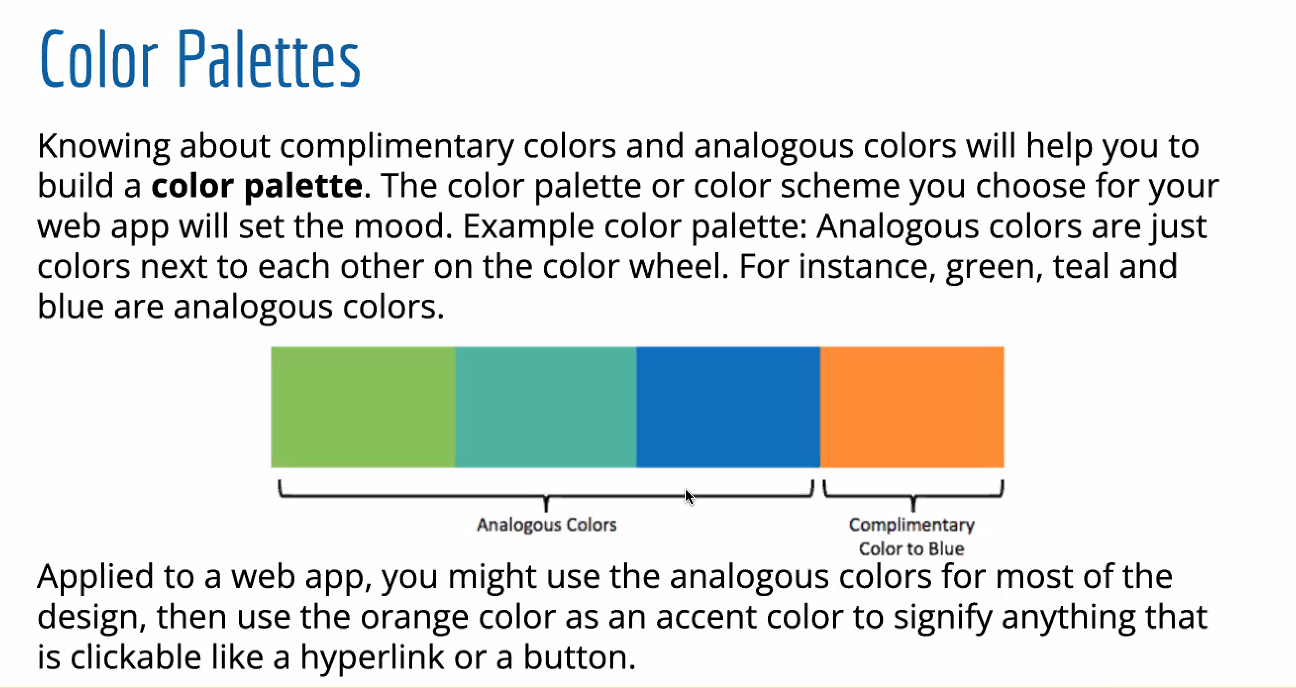 Color Palettes
Knowing about complimentary colors and analogous colors will help you to
build a color palette. The color palette or color scheme you choose for your
web app will set the mood. Example color palette: Analogous colors are just
colors next to each other on the color wheel. For instance, green, teal and
blue are analogous colors.
Analogous Colors
Complimentary
Color to Blue
Applied to a web app, you might use the analogous colors for most of the
design, then use the orange color as an accent color to signify anything that
is clickable like a hyperlink or a button.